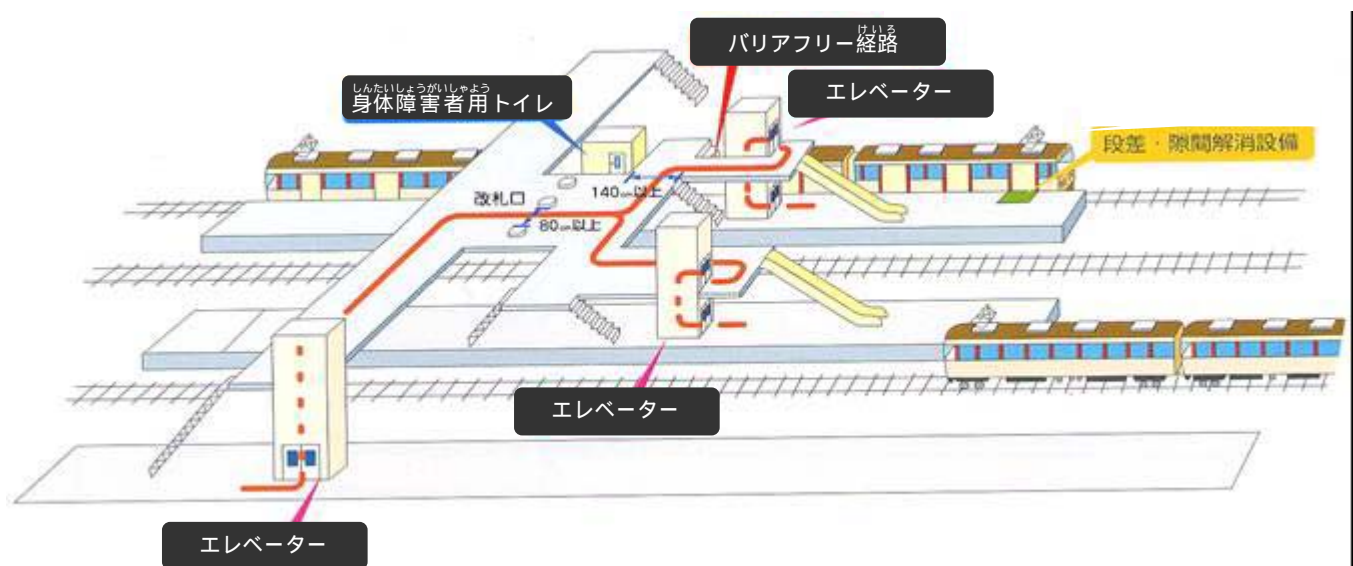 けいろ
バリアフリー経路
エレベーター
しんたいしょうがいしゃよう
身体障害者用トイレ
段差・隙間解消設備
140cm以上
改札口
80cm以上
エレベーター
エレベーター